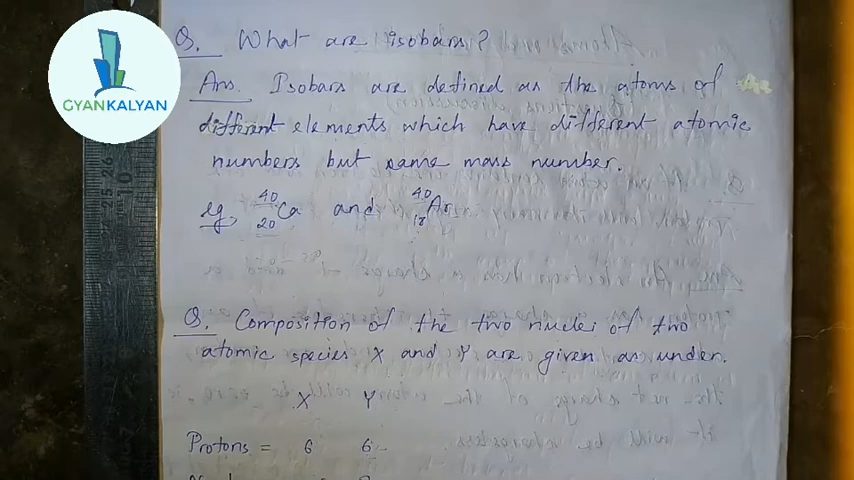 GYANKALYAN
Q. What are isobars?
Ans. Isobars are defined as the atoms of
different elements which have different atomic
numbers but same mass number.
eg, 40 20 Ca and 40 18 Ar
Q. Composition of the two nuclei of two
atomic species X and Y are given as under.
X Y
Protons = 6 6